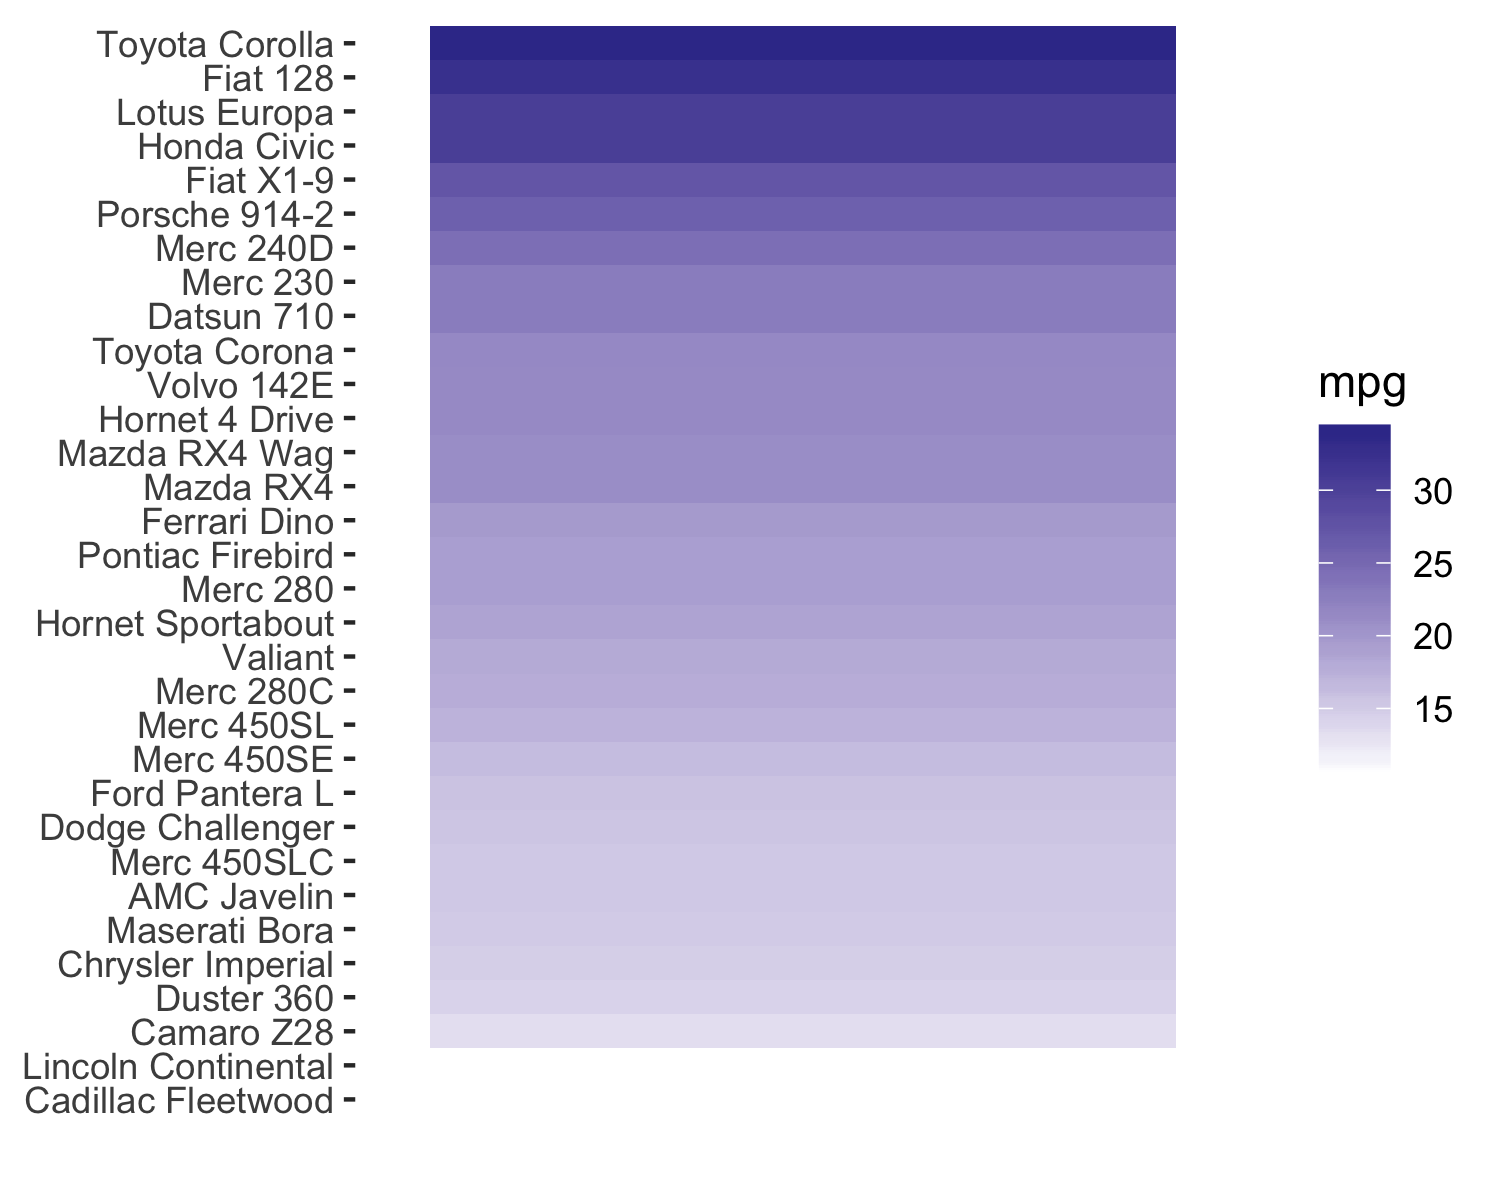 Toyota Corolla
Fiat 128
Lotus Europa
Honda Civic
Fiat X1-9
Porsche 914-2
Merc 240D
Merc 230
Datsun 710
Toyota Corona
Volvo 142E
Hornet 4 Drive
Mazda RX4 Wag
Mazda RX4
Ferrari Dino
Pontiac Firebird
Merc 280
Hornet Sportabout
Valiant
Merc 280C
Merc 450SL
Merc 450SE
Ford Pantera L
Dodge Challenger
Merc 450SLC
AMC Javelin
Maserati Bora
Chrysler Imperial
Duster 360
Camaro Z28
Lincoln Continental
Cadillac Fleetwood
mpg
30
25
20
15